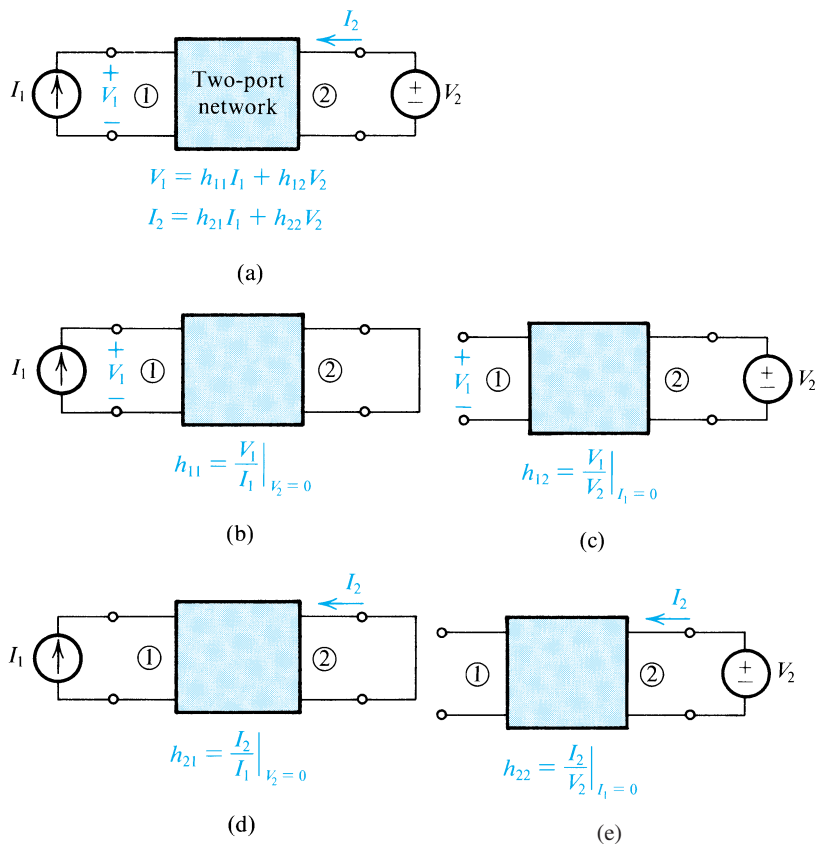 I₂
I₁ + V₁ − ① Two-port network ② + − V₂
V₁ = h₁₁I₁ + h₁₂V₂
I₂ = h₂₁I₁ + h₂₂V₂
(a)
I₁ + V₁ − ① ②
h₁₁ = V₁/I₁ |V₂ = 0
(b)
+ V₁ − ① ② + − V₂
h₁₂ = V₁/V₂ |I₁ = 0
(c)
I₂
I₁ ① ②
h₂₁ = I₂/I₁ |V₂ = 0
(d)
I₂
① ② + − V₂
h₂₂ = I₂/V₂ |I₁ = 0
(e)